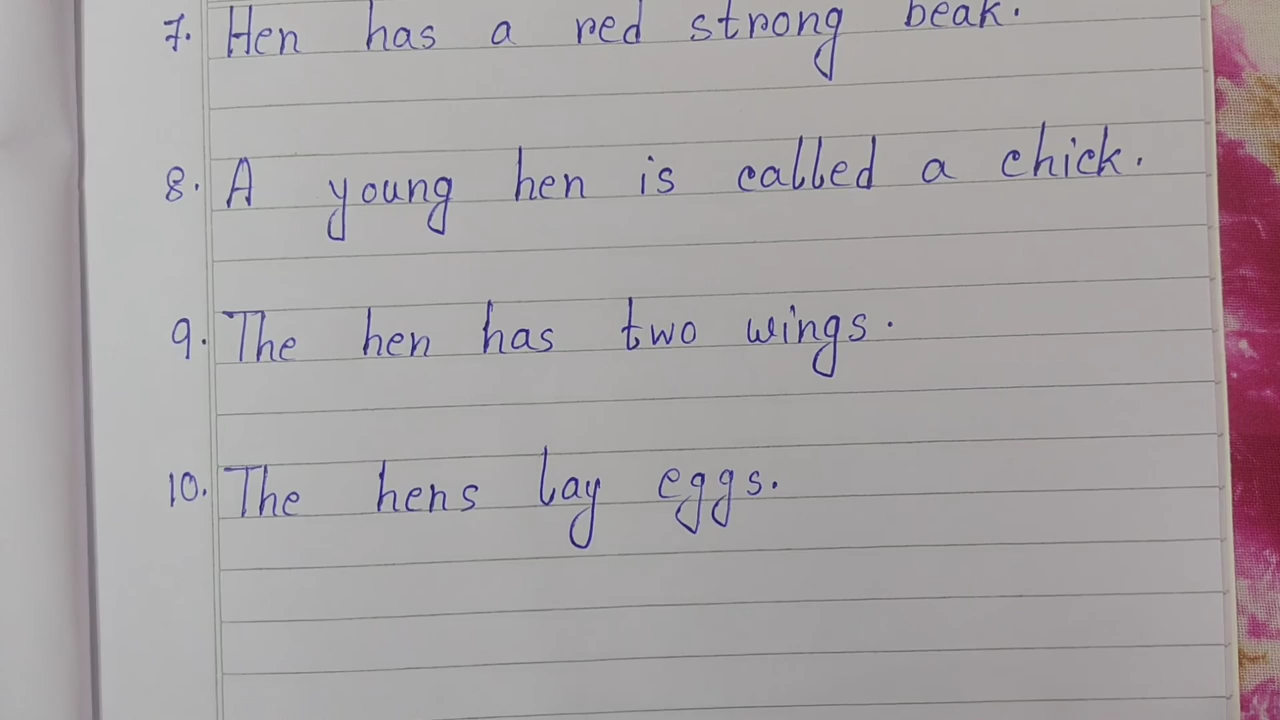 7. Hen has a red strong beak.
8. A young hen is called a chick.
9. The hen has two wings.
10. The hens lay eggs.